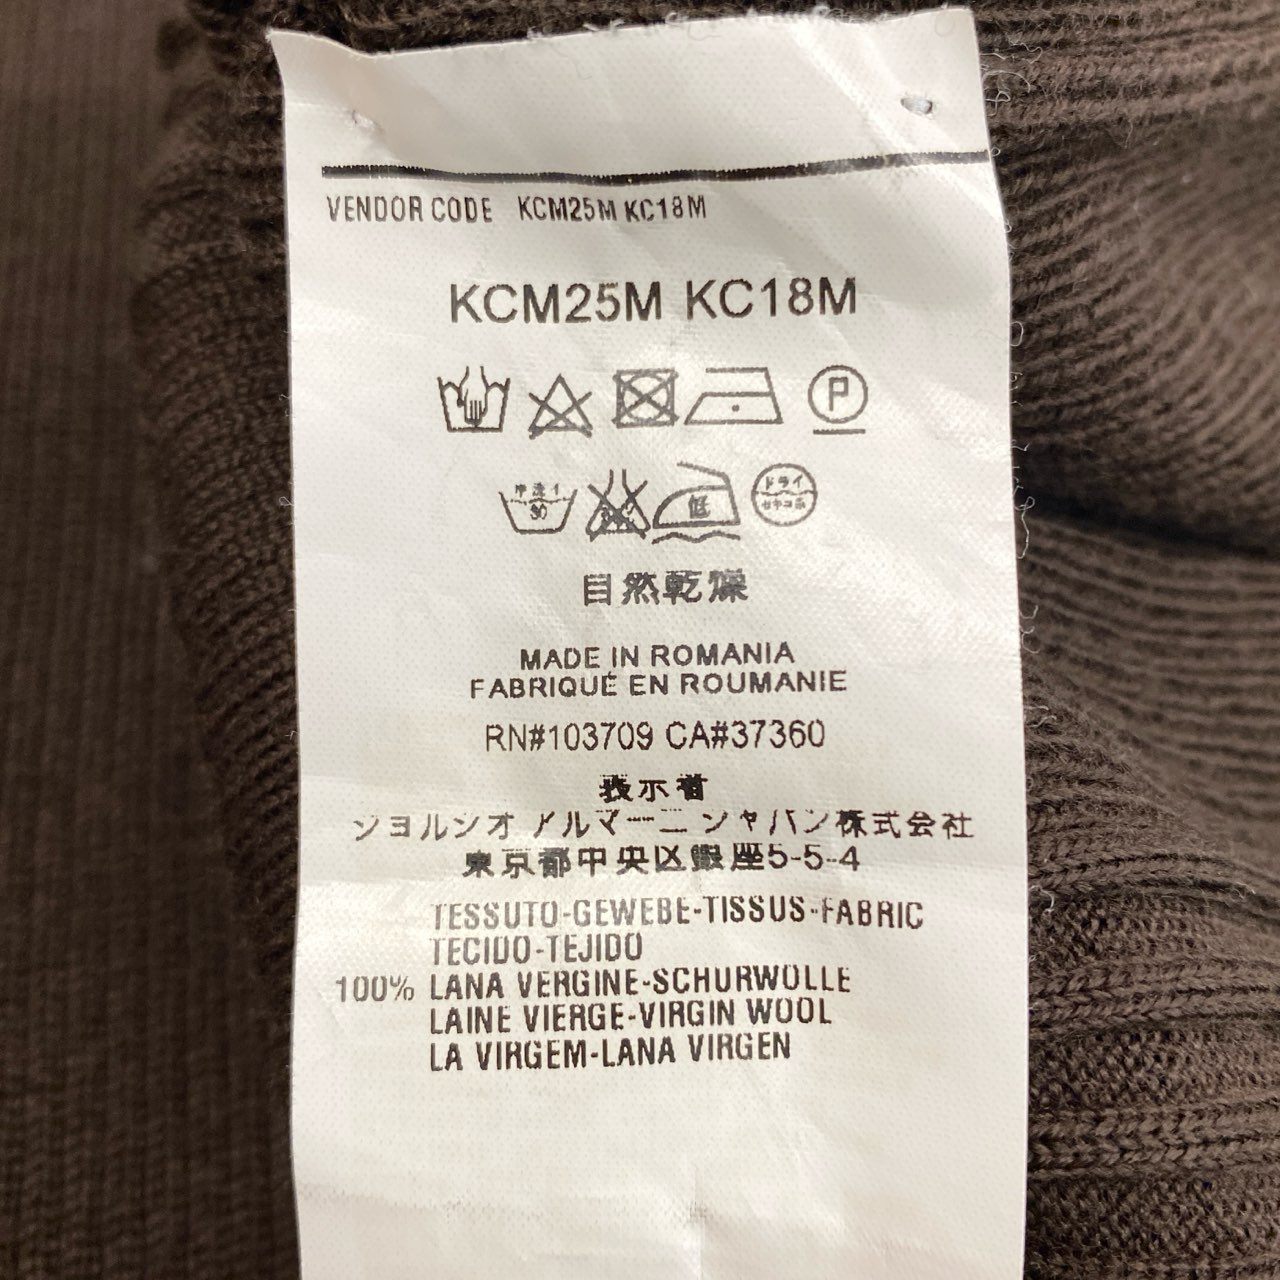 VENDOR CODE KCM25M KC18M
KCM25M KC18M
P
手洗イ
30
低
ドライ
セキユ系
自然乾燥
MADE IN ROMANIA
FABRIQUÉ EN ROUMANIE
RN#103709 CA#37360
表示者
ジョルジオ アルマーニ ジャパン株式会社
東京都中央区銀座5-5-4
TESSUTO-GEWEBE-TISSUS-FABRIC
TECIDO-TEJIDO
100% LANA VERGINE-SCHURWOLLE
LAINE VIERGE-VIRGIN WOOL
LA VIRGEM-LANA VIRGEN